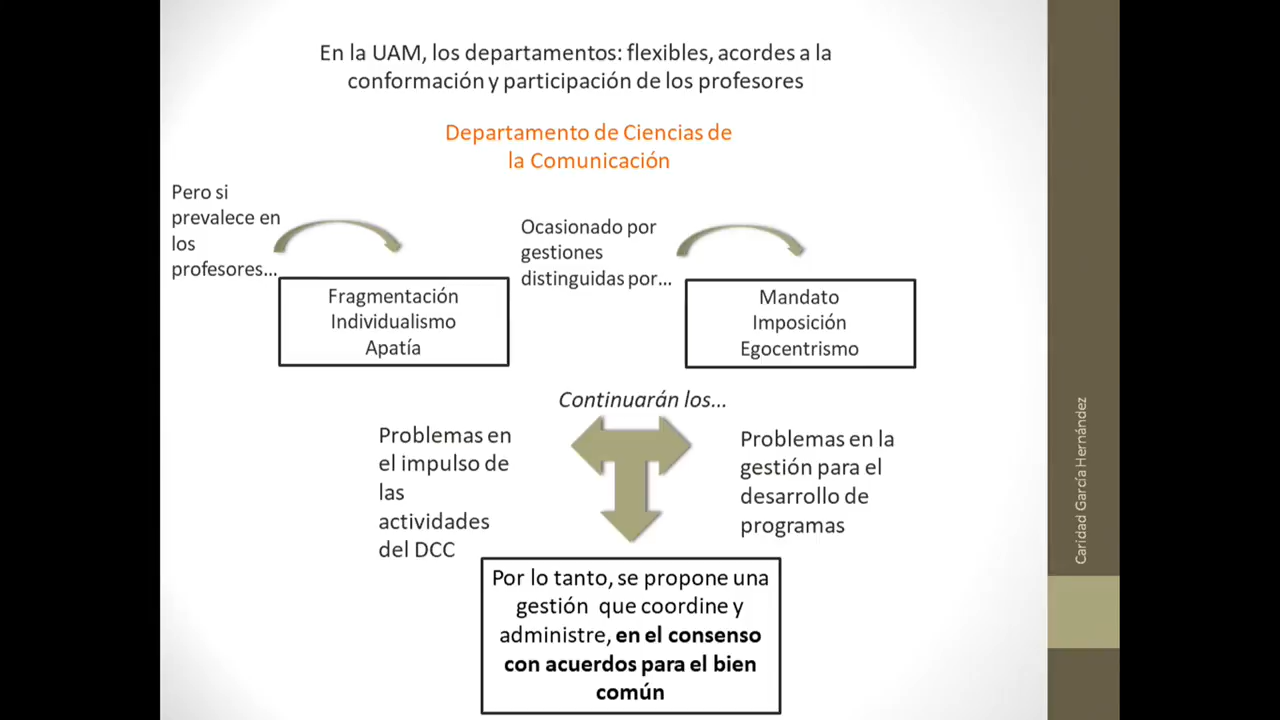 En la UAM, los departamentos: flexibles, acordes a la
conformación y participación de los profesores
Departamento de Ciencias de
la Comunicación
Pero si
prevalece en
los
profesores...
Fragmentación
Individualismo
Apatía
Ocasionado por
gestiones
distinguidas por...
Mandato
Imposición
Egocentrismo
Continuarán los...
Problemas en
el impulso de
las
actividades
del DCC
Problemas en la
gestión para el
desarrollo de
programas
Por lo tanto, se propone una
gestión que coordine y
administre, en el consenso
con acuerdos para el bien
común
Caridad García Hernández